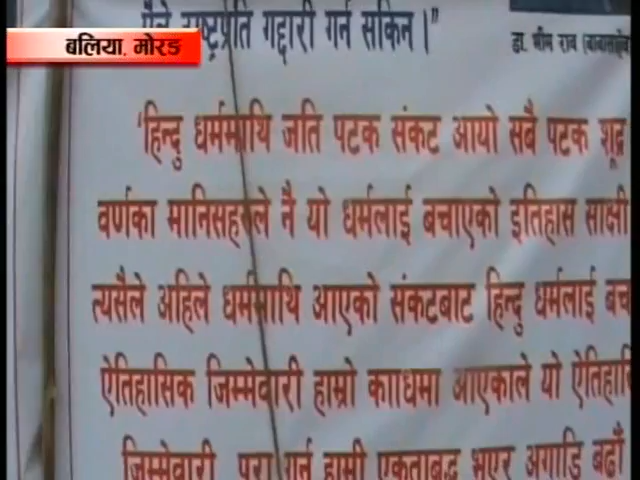 मैले राष्ट्रप्रति गद्दारी गर्न सकिन।"
बलिया, मोरङ
डा. भीम राव (बाबासाहेव
'हिन्दु धर्ममाथि जति पटक संकट आयो सबै पटक शूद्र
वर्णका मानिसहरुले नै यो धर्मलाई बचाएको इतिहास साक्षी
त्यसैले अहिले धर्ममाथि आएको संकटबाट हिन्दु धर्मलाई बच
ऐतिहासिक जिम्मेवारी हाम्रो काधिमा आएकाले यो ऐतिहासि
जिम्मेवारी पुरा गर्न हामी एकताबद्ध भएर अगाडि बढौं